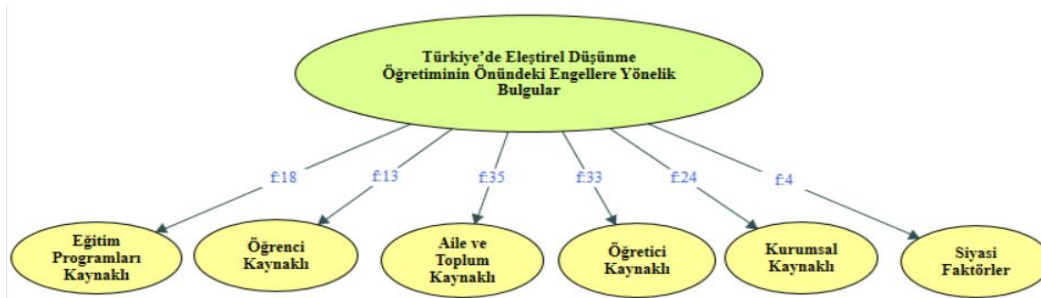 Türkiye’de Eleştirel Düşünme
Öğretiminin Önündeki Engellere Yönelik
Bulgular
f:18
f:13
f:35
f:33
f:24
f:4
Eğitim
Programları
Kaynaklı
Öğrenci
Kaynaklı
Aile ve
Toplum
Kaynaklı
Öğretici
Kaynaklı
Kurumsal
Kaynaklı
Siyasi
Faktörler